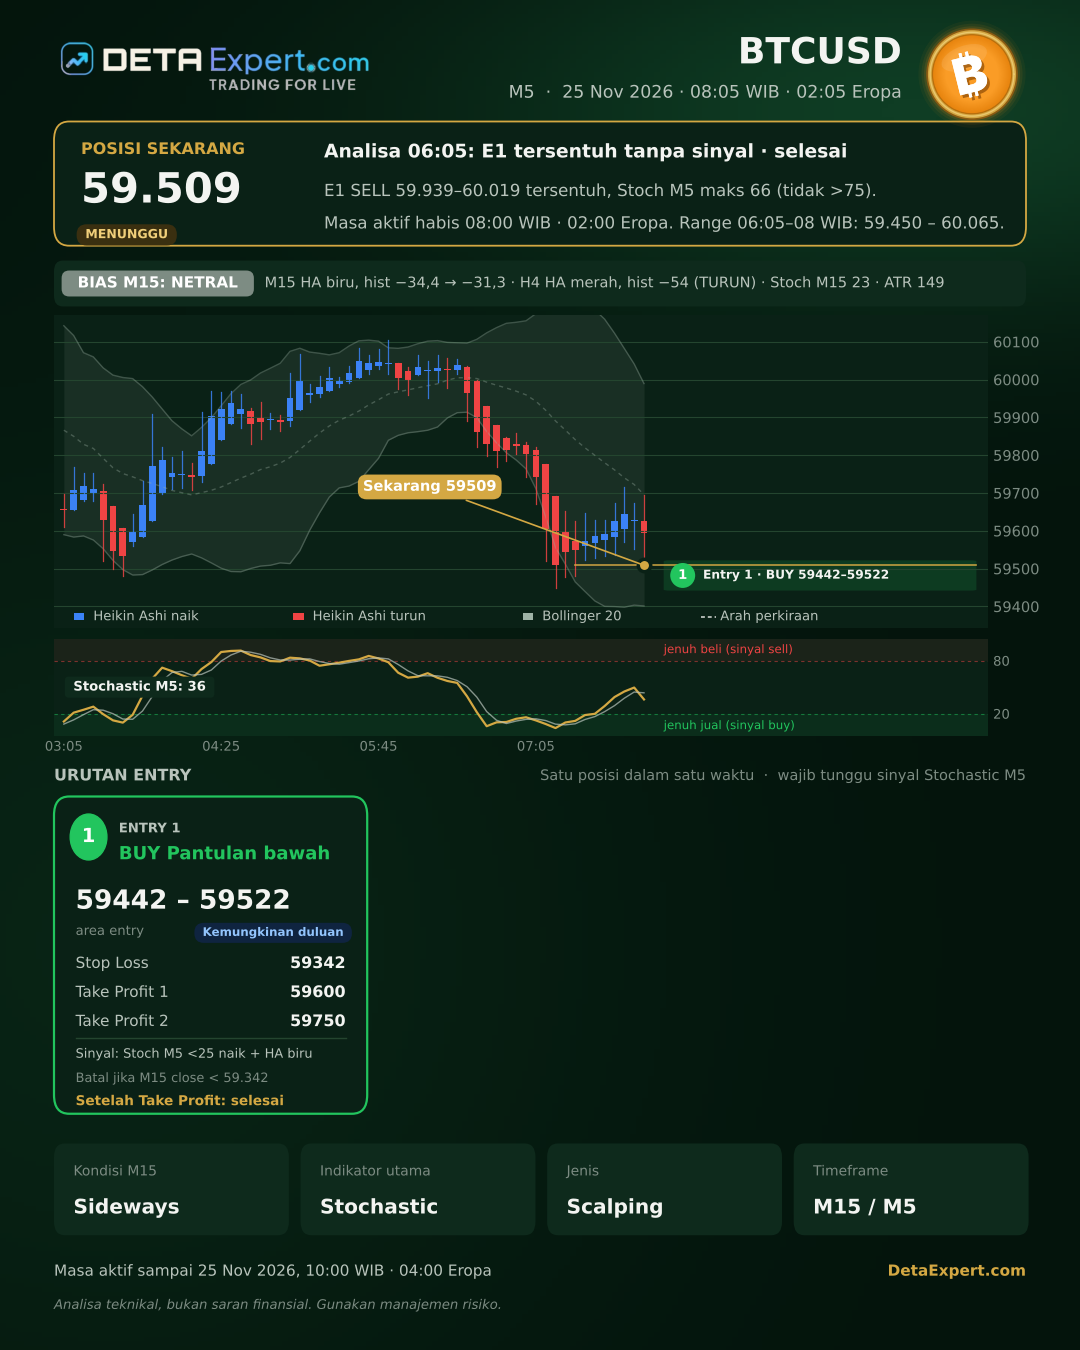 DETA Expert.com
TRADING FOR LIVE
BTCUSD
M5 · 25 Nov 2026 · 08:05 WIB · 02:05 Eropa
POSISI SEKARANG
59.509
MENUNGGU
Analisa 06:05: E1 tersentuh tanpa sinyal · selesai
E1 SELL 59.939–60.019 tersentuh, Stoch M5 maks 66 (tidak >75).
Masa aktif habis 08:00 WIB · 02:00 Eropa. Range 06:05–08 WIB: 59.450 – 60.065.
BIAS M15: NETRAL
M15 HA biru, hist −34,4 → −31,3 · H4 HA merah, hist −54 (TURUN) · Stoch M15 23 · ATR 149
60100
60000
59900
59800
59700
59600
59500
59400
Sekarang 59509
1 Entry 1 · BUY 59442–59522
Heikin Ashi naik
Heikin Ashi turun
Bollinger 20
Arah perkiraan
jenuh beli (sinyal sell)
80
Stochastic M5: 36
20
jenuh jual (sinyal buy)
03:05 04:25 05:45 07:05
URUTAN ENTRY
Satu posisi dalam satu waktu · wajib tunggu sinyal Stochastic M5
1
ENTRY 1
BUY Pantulan bawah
59442 – 59522
area entry
Kemungkinan duluan
Stop Loss 59342
Take Profit 1 59600
Take Profit 2 59750
Sinyal: Stoch M5 <25 naik + HA biru
Batal jika M15 close < 59.342
Setelah Take Profit: selesai
Kondisi M15
Sideways
Indikator utama
Stochastic
Jenis
Scalping
Timeframe
M15 / M5
Masa aktif sampai 25 Nov 2026, 10:00 WIB · 04:00 Eropa
DetaExpert.com
Analisa teknikal, bukan saran finansial. Gunakan manajemen risiko.